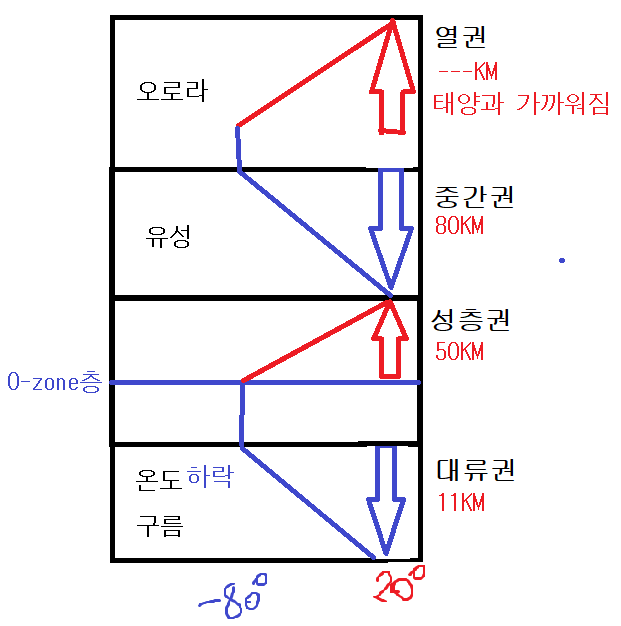 열권
---KM
태양과 가까워짐
오로라
중간권
80KM
유성
성층권
50KM
O-zone층
대류권
11KM
온도 하락
구름
-80°
20°